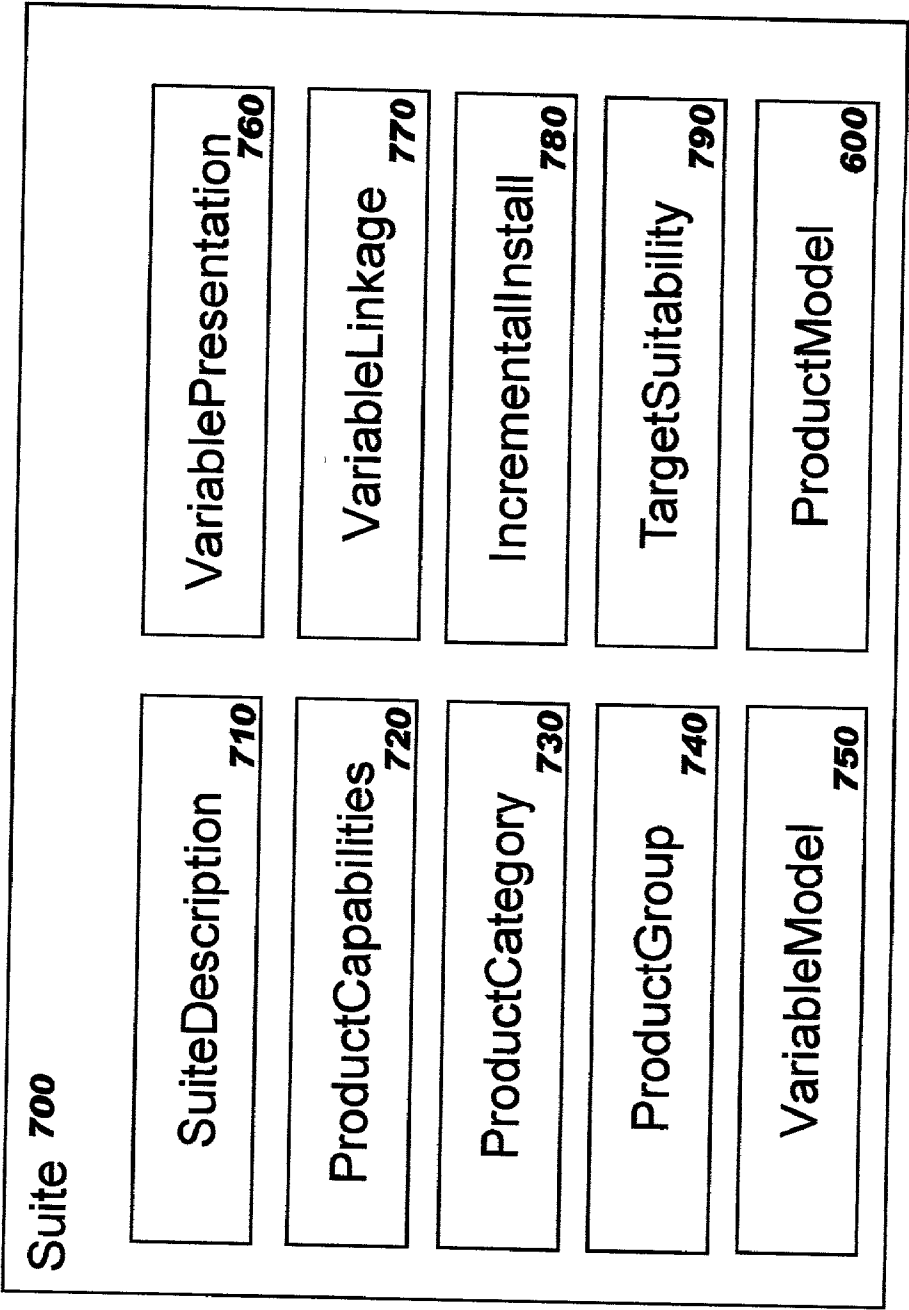 Suite 700
SuiteDescription
710
ProductCapabilities
720
ProductCategory
730
ProductGroup
740
VariableModel
750
VariablePresentation
760
VariableLinkage
770
IncrementalInstall
780
TargetSuitability
790
ProductModel
600